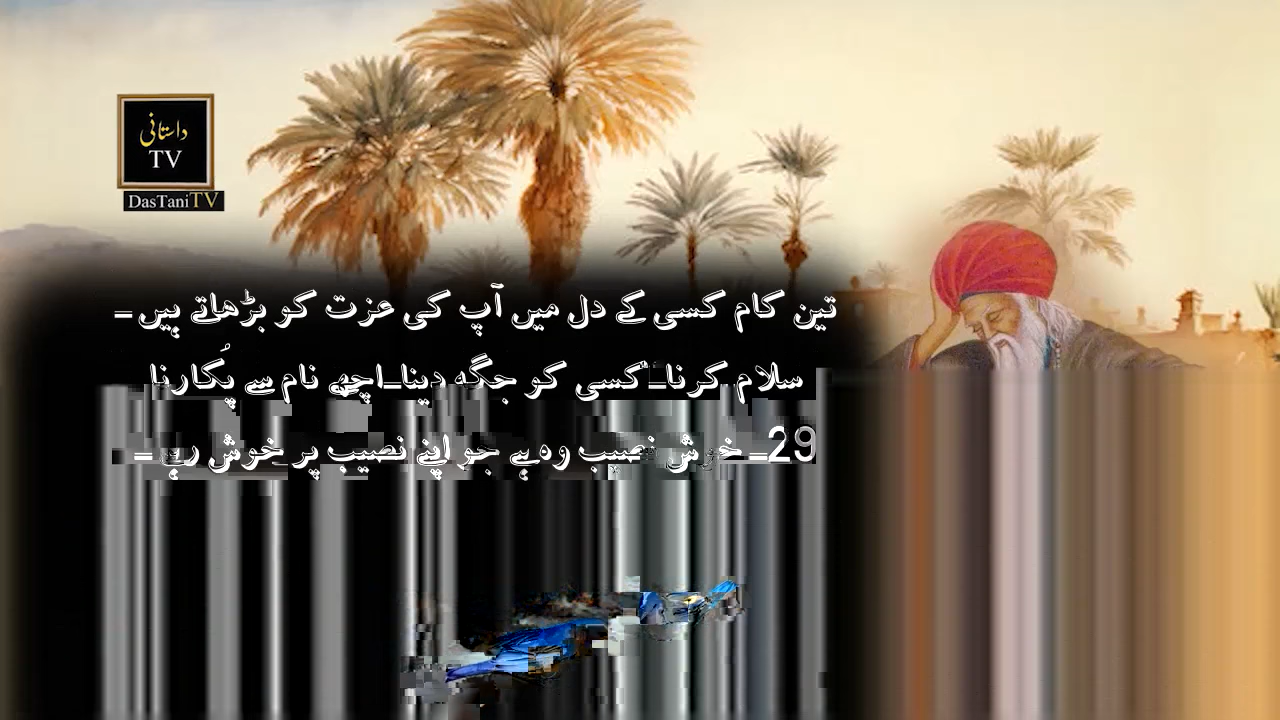 داستانی
TV
DasTaniTV
تین کام کسی کے دل میں آپ کی عزت کو بڑھاتے ہیں۔
سلام کرنا۔کسی کو جگہ دینا۔اچھے نام سے پُکارنا
29۔ خوش نصیب وہ ہے جو اپنے نصیب پر خوش رہے ۔